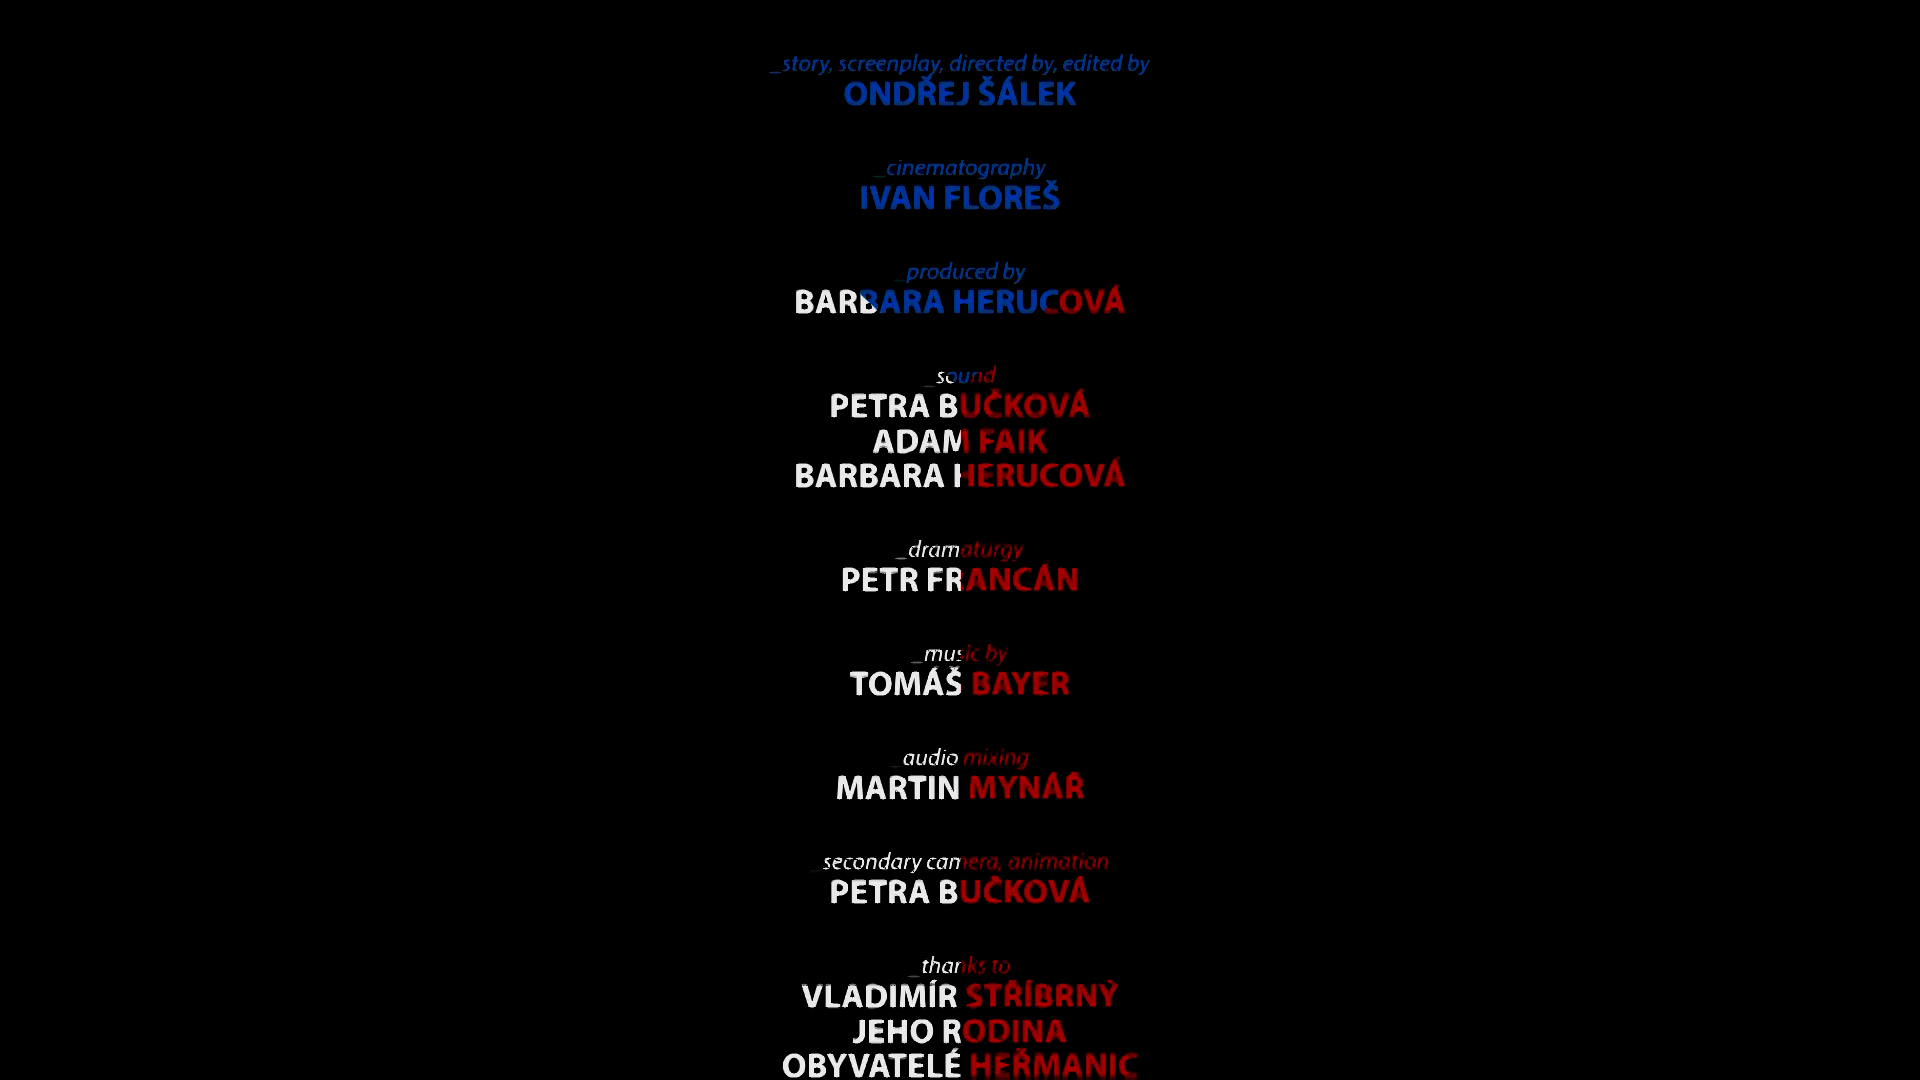 _story, screenplay, directed by, edited by
ONDŘEJ ŠÁLEK
_cinematography
IVAN FLOREŠ
_produced by
BARBARA HERUCOVÁ
_sound
PETRA BUČKOVÁ
ADAM FAIK
BARBARA HERUCOVÁ
_dramaturgy
PETR FRANCÁN
_music by
TOMÁŠ BAYER
_audio mixing
MARTIN MYNÁŘ
_secondary camera, animation
PETRA BUČKOVÁ
_thanks to
VLADIMÍR STŘÍBRNÝ
JEHO RODINA
OBYVATELÉ HEŘMANIC